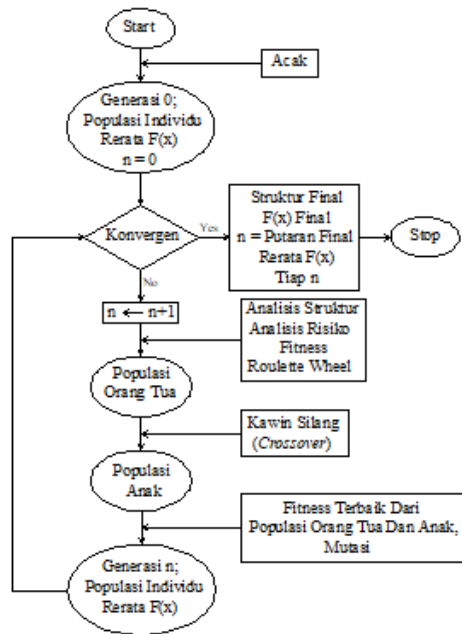 Start
Acak
Generasi 0;
Populasi Individu
Rerata F(x)
n = 0
Konvergen
Yes
Struktur Final
F(x) Final
n = Putaran Final
Rerata F(x)
Tiap n
Stop
No
n ← n+1
Analisis Struktur
Analisis Risiko
Fitness
Roulette Wheel
Populasi
Orang Tua
Kawin Silang
(Crossover)
Populasi
Anak
Fitness Terbaik Dari
Populasi Orang Tua Dan Anak,
Mutasi
Generasi n;
Populasi Individu
Rerata F(x)